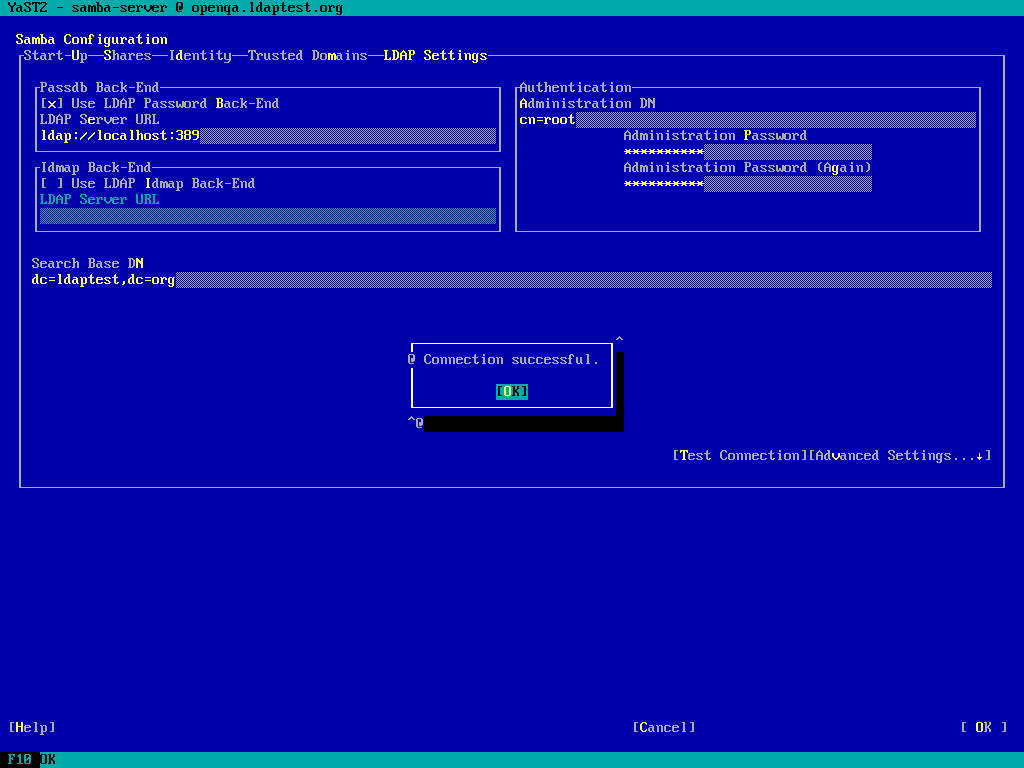 YaST2 - samba-server @ openqa.ldaptest.org
Samba Configuration
Start-Up Shares Identity Trusted Domains LDAP Settings
Passdb Back-End
[x] Use LDAP Password Back-End
LDAP Server URL
ldap://localhost:389
Idmap Back-End
[ ] Use LDAP Idmap Back-End
LDAP Server URL
Authentication
Administration DN
cn=root
Administration Password
**********
Administration Password (Again)
**********
Search Base DN
dc=ldaptest,dc=org
^
@ Connection successful.
[OK]
^@
[Test Connection][Advanced Settings...↓]
[Help] [Cancel] [ OK ]
F10 OK